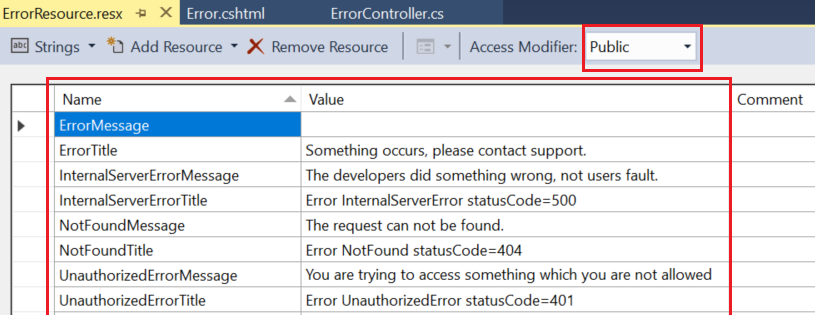 ErrorResource.resx Error.cshtml ErrorController.cs
abc Strings Add Resource Remove Resource Access Modifier: Public
Name Value Comment
ErrorMessage
ErrorTitle Something occurs, please contact support.
InternalServerErrorMessage The developers did something wrong, not users fault.
InternalServerErrorTitle Error InternalServerError statusCode=500
NotFoundMessage The request can not be found.
NotFoundTitle Error NotFound statusCode=404
UnauthorizedErrorMessage You are trying to access something which you are not allowed
UnauthorizedErrorTitle Error UnauthorizedError statusCode=401